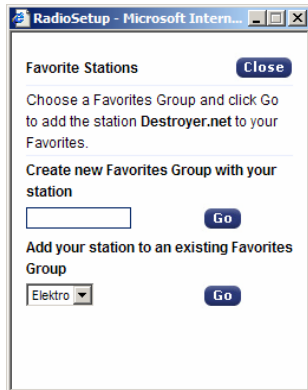 RadioSetup - Microsoft Intern...
Favorite Stations
Close
Choose a Favorites Group and click Go
to add the station Destroyer.net to your
Favorites.
Create new Favorites Group with your
station
Go
Add your station to an existing Favorites
Group
Elektro
Go